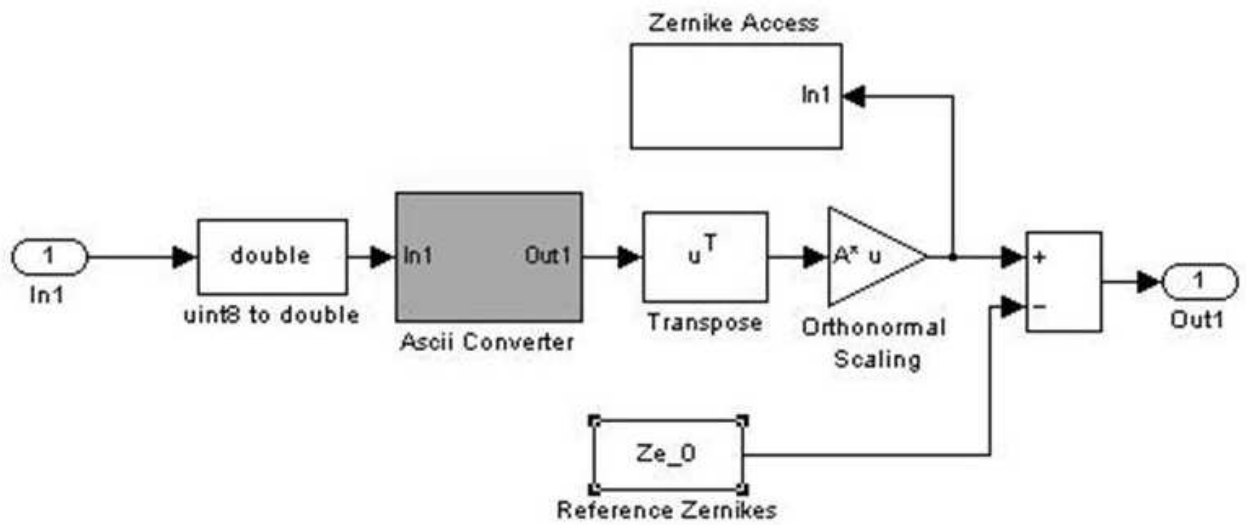 Zernike Access
In1
1
In1
double
uint8 to double
In1
Out1
Ascii Converter
u^T
Transpose
A* u
Orthonormal
Scaling
+
−
1
Out1
Ze_0
Reference Zernikes